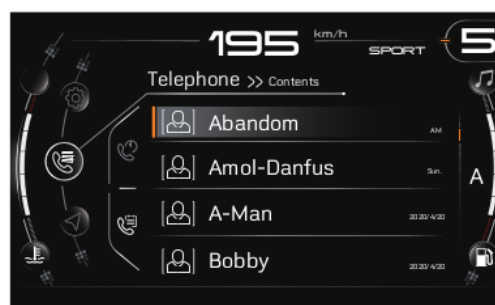 195 km/h SPORT 5
Telephone >> Contents
Abandom AM
Amol-Danfus Sun.
A
A-Man 2020/4/20
Bobby 2020/4/20